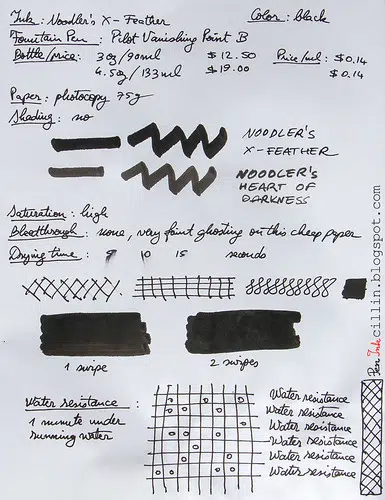 Ink : Noodler's X-Feather Color : black
Fountain Pen : Pilot Vanishing Point B
Bottle/price : 3oz/90ml $12.50 Price/ml : $0.14
4.5oz/133ml $19.00 $0.14
Paper : photocopy 75g
Shading : no
NOODLER'S
X-FEATHER
NOODLER'S
HEART OF
DARKNESS
Saturation : high
Bleedthrough : none, very faint ghosting on this cheap paper
Drying time : 5 10 15 seconds
1 swipe 2 swipes
Water resistance :
1 minute under
running water
Water resistance
Water resistance
Water resistance
Water resistance
Water resistance
Water resistance
PenInkcillin.blogspot.com